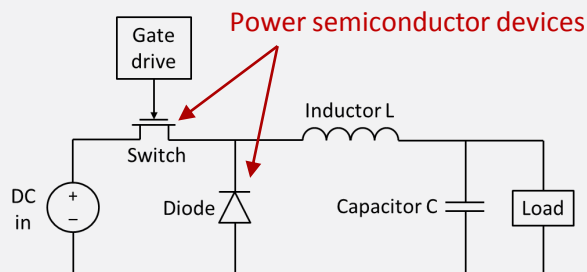 Power semiconductor devices
Gate
drive
Inductor L
Switch
DC
in
+
−
Diode
Capacitor C
Load